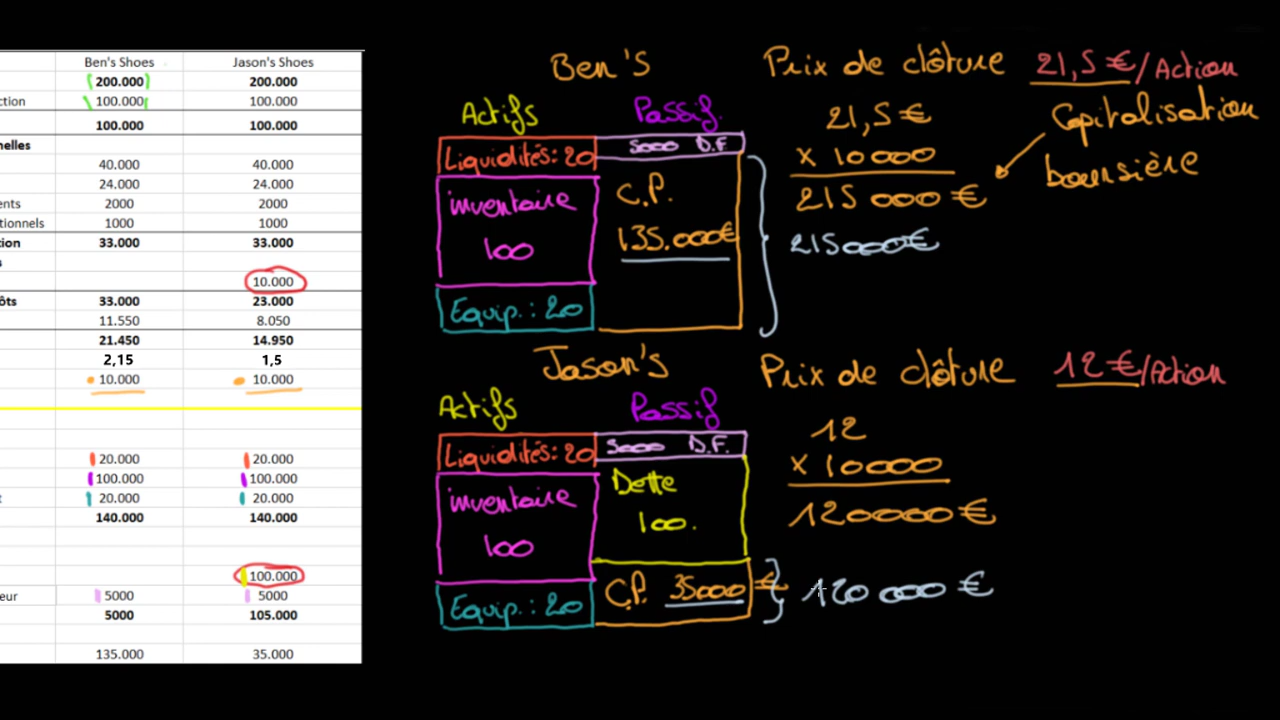 Ben's Shoes Jason's Shoes
200.000 200.000
ction 100.000 100.000
100.000 100.000
nelles
40.000 40.000
24.000 24.000
ents 2000 2000
tionnels 1000 1000
tion 33.000 33.000
s
10.000
ôts 33.000 23.000
11.550 8.050
21.450 14.950
2,15 1,5
10.000 10.000
20.000 20.000
100.000 100.000
t 20.000 20.000
140.000 140.000
100.000
eur 5000 5000
5000 105.000
135.000 35.000
Ben's
Actifs Passif
Liquidités: 20 5000 D.F
inventaire
100
Equip.: 20
C.P.
135.000€
Prix de clôture 21,5 €/Action
21,5 €
x 10000
215 000 €
215000€
Capitalisation
boursière
Jason's
Actifs Passif
Liquidités: 20 5000 D.F.
inventaire
100
Equip.: 20
Dette
100.
C.P. 35000 €
Prix de clôture 12 €/Action
12
x 10000
120000 €
120 000 €